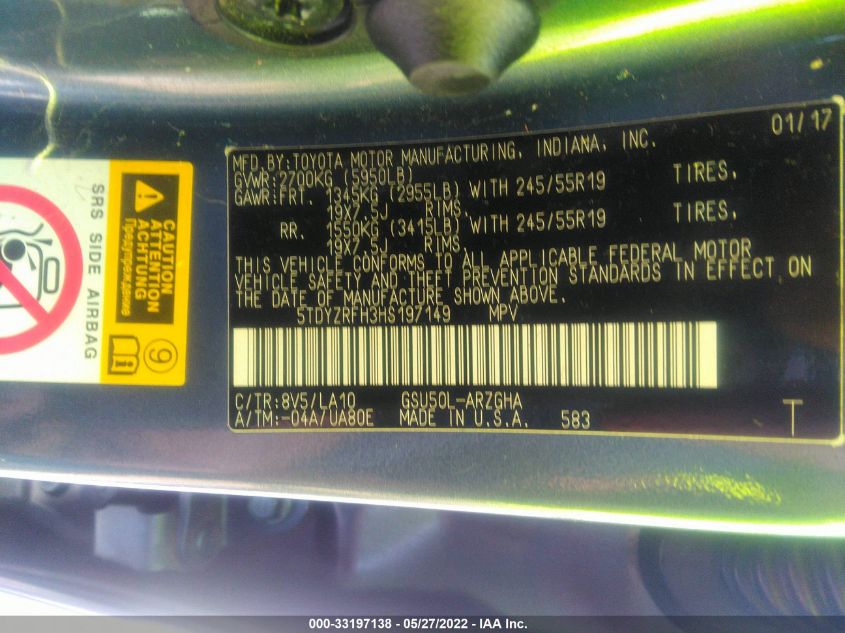 01/17
MFD. BY: TOYOTA MOTOR MANUFACTURING, INDIANA, INC.
GVWR: 2700KG (5950LB)
GAWR: FRT. 1345KG (2955LB) WITH 245/55R19 TIRES,
19X7.5J RIMS,
RR. 1550KG (3415LB) WITH 245/55R19 TIRES,
19X7.5J RIMS,
THIS VEHICLE CONFORMS TO ALL APPLICABLE FEDERAL MOTOR
VEHICLE SAFETY AND THEFT PREVENTION STANDARDS IN EFFECT ON
THE DATE OF MANUFACTURE SHOWN ABOVE.
5TDYZRFH3HS197149 MPV
C/TR: 8V5/LA10 GSU50L-ARZGHA
A/TM: -04A/UA80E MADE IN U.S.A. 583 T
SRS SIDE AIRBAG
CAUTION
ATTENTION
ACHTUNG
9
000-33197138 - 05/27/2022 - IAA Inc.